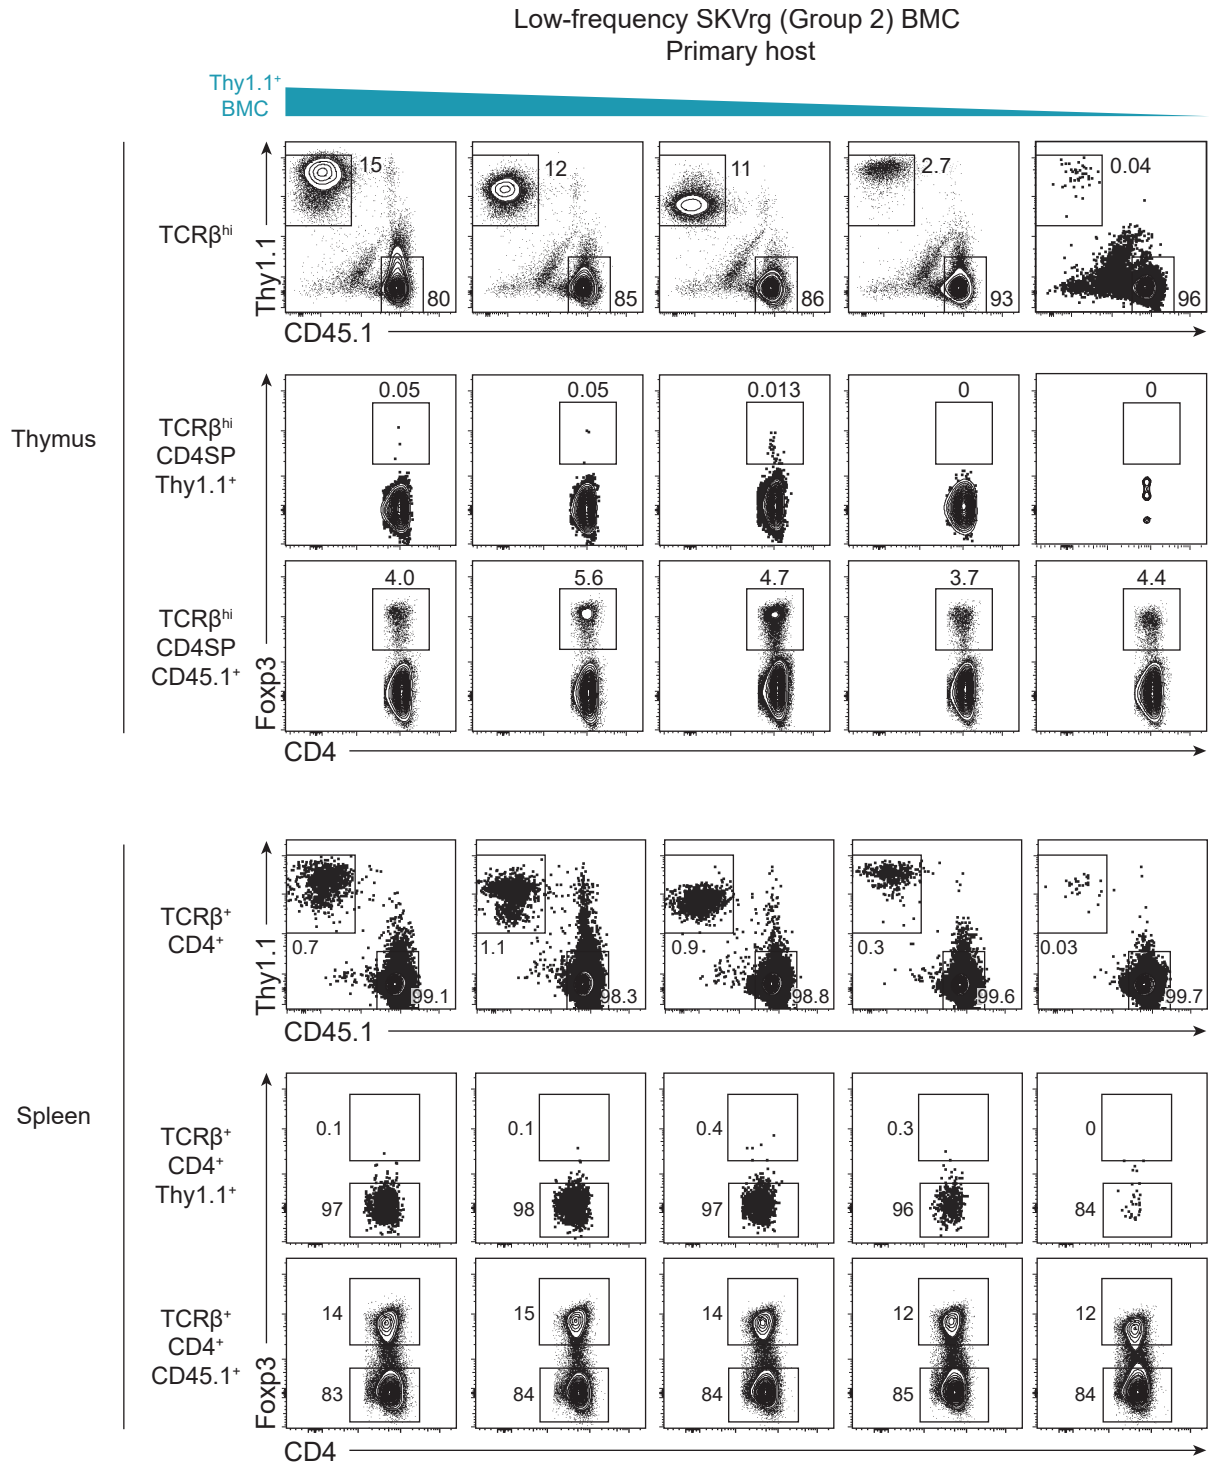 Low-frequency SKVrg (Group 2) BMC
Primary host
Thy1.1⁺
BMC
Thymus
TCRβʰⁱ
Thy1.1
15
80
12
85
11
86
2.7
93
0.04
96
CD45.1
TCRβʰⁱ
CD4SP
Thy1.1⁺
0.05
0.05
0.013
0
0
TCRβʰⁱ
CD4SP
CD45.1⁺
Foxp3
4.0
5.6
4.7
3.7
4.4
CD4
Spleen
TCRβ⁺
CD4⁺
Thy1.1
0.7
99.1
1.1
98.3
0.9
98.8
0.3
99.6
0.03
99.7
CD45.1
TCRβ⁺
CD4⁺
Thy1.1⁺
0.1
97
0.1
98
0.4
97
0.3
96
0
84
TCRβ⁺
CD4⁺
CD45.1⁺
Foxp3
14
83
15
84
14
84
12
85
12
84
CD4